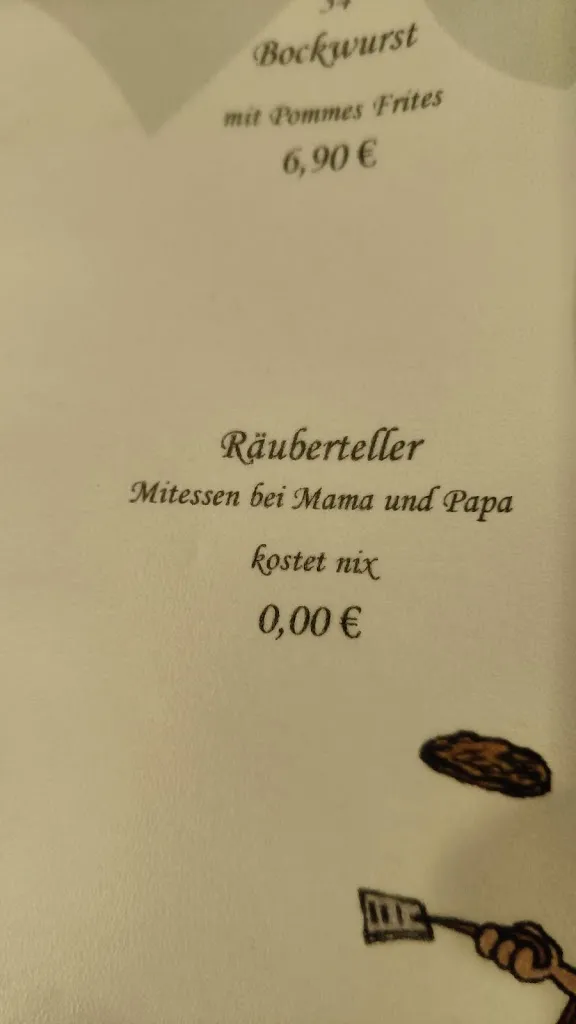 Bockwurst
mit Pommes Frites
6,90 €
Räuberteller
Mitessen bei Mama und Papa
kostet nix
0,00 €